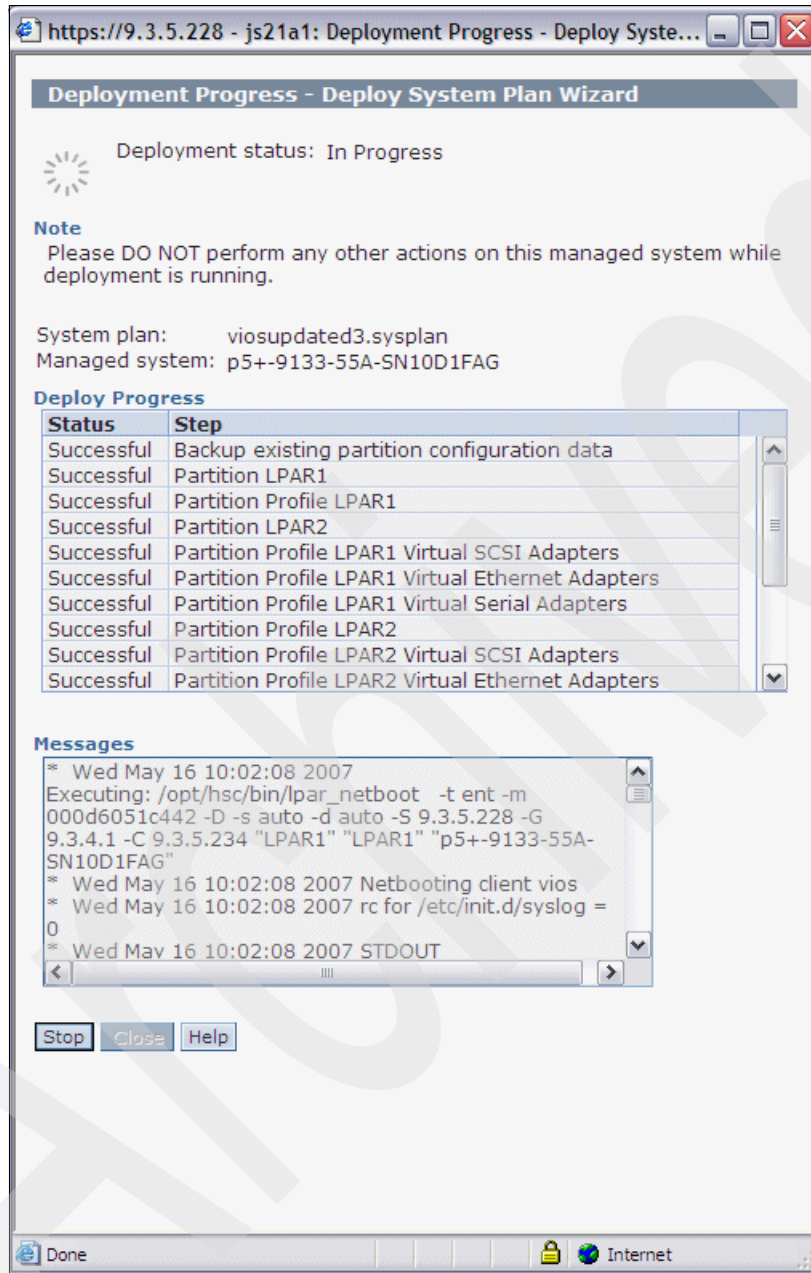 https://9.3.5.228 - js21a1: Deployment Progress - Deploy Syste...
Deployment Progress - Deploy System Plan Wizard
Deployment status: In Progress
Note
Please DO NOT perform any other actions on this managed system while
deployment is running.
System plan: viosupdated3.sysplan
Managed system: p5+-9133-55A-SN10D1FAG
Deploy Progress
Status Step
Successful Backup existing partition configuration data
Successful Partition LPAR1
Successful Partition Profile LPAR1
Successful Partition LPAR2
Successful Partition Profile LPAR1 Virtual SCSI Adapters
Successful Partition Profile LPAR1 Virtual Ethernet Adapters
Successful Partition Profile LPAR1 Virtual Serial Adapters
Successful Partition Profile LPAR2
Successful Partition Profile LPAR2 Virtual SCSI Adapters
Successful Partition Profile LPAR2 Virtual Ethernet Adapters
Messages
* Wed May 16 10:02:08 2007
Executing: /opt/hsc/bin/lpar_netboot -t ent -m
000d6051c442 -D -s auto -d auto -S 9.3.5.228 -G
9.3.4.1 -C 9.3.5.234 "LPAR1" "LPAR1" "p5+-9133-55A-
SN10D1FAG"
* Wed May 16 10:02:08 2007 Netbooting client vios
* Wed May 16 10:02:08 2007 rc for /etc/init.d/syslog =
0
* Wed May 16 10:02:08 2007 STDOUT
Stop Close Help
Done Internet